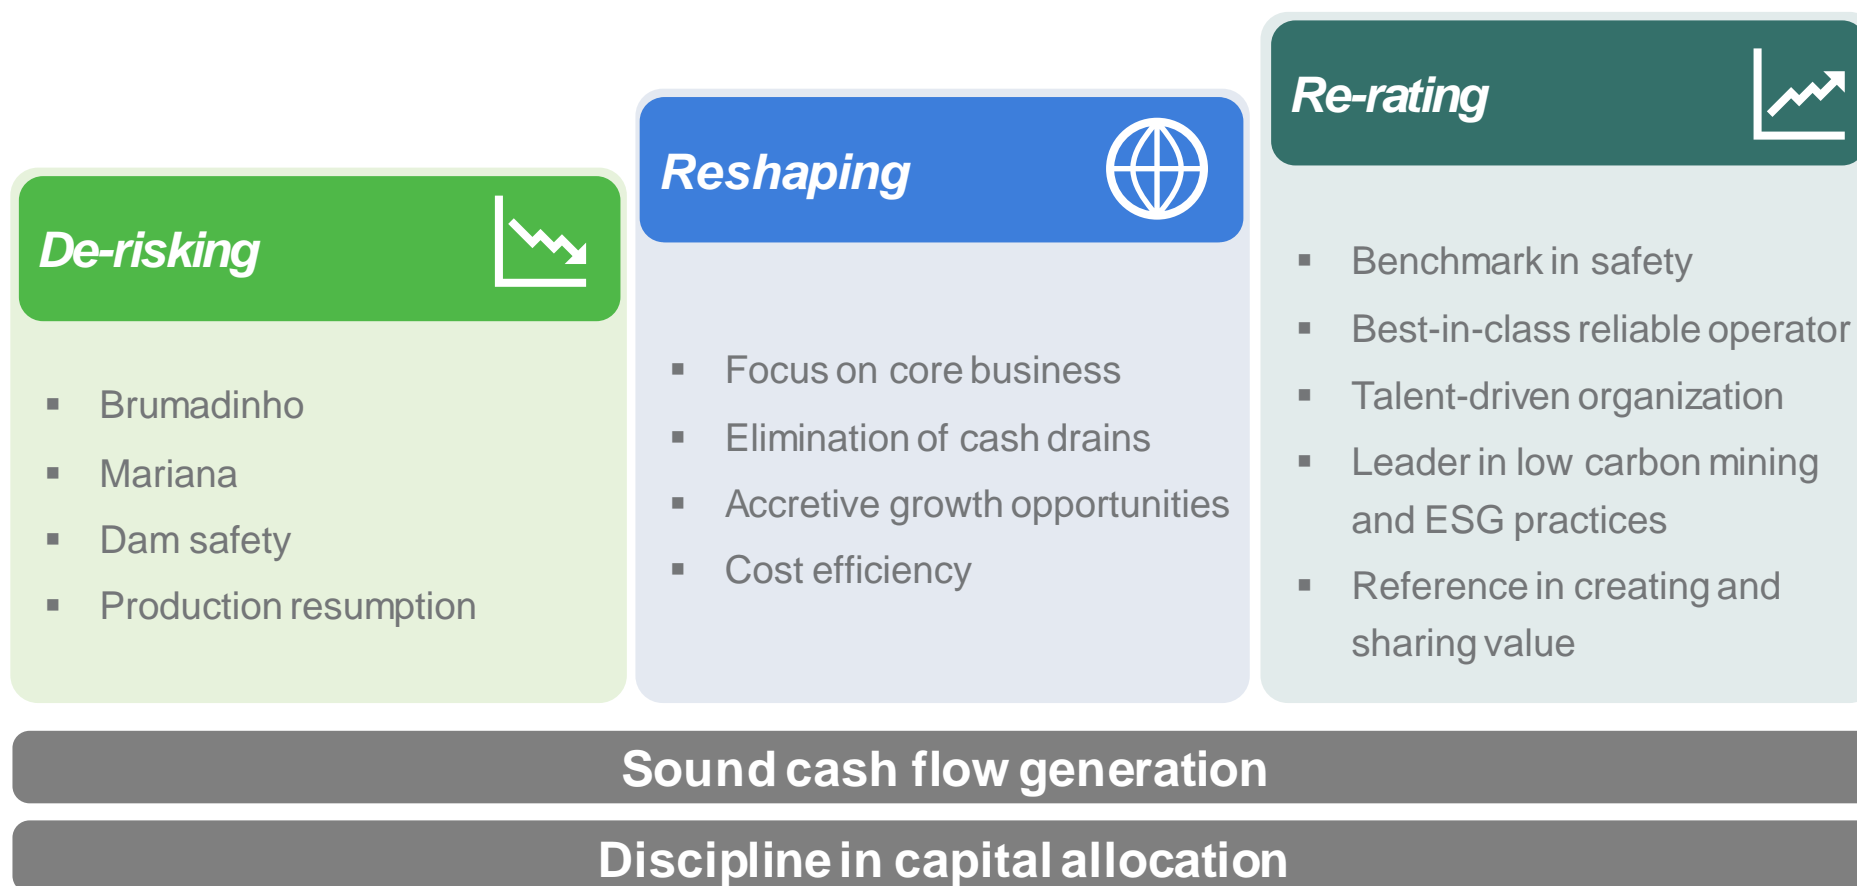 De-risking
▪ Brumadinho
▪ Mariana
▪ Dam safety
▪ Production resumption
Reshaping
▪ Focus on core business
▪ Elimination of cash drains
▪ Accretive growth opportunities
▪ Cost efficiency
Re-rating
▪ Benchmark in safety
▪ Best-in-class reliable operator
▪ Talent-driven organization
▪ Leader in low carbon mining
and ESG practices
▪ Reference in creating and
sharing value
Sound cash flow generation
Discipline in capital allocation